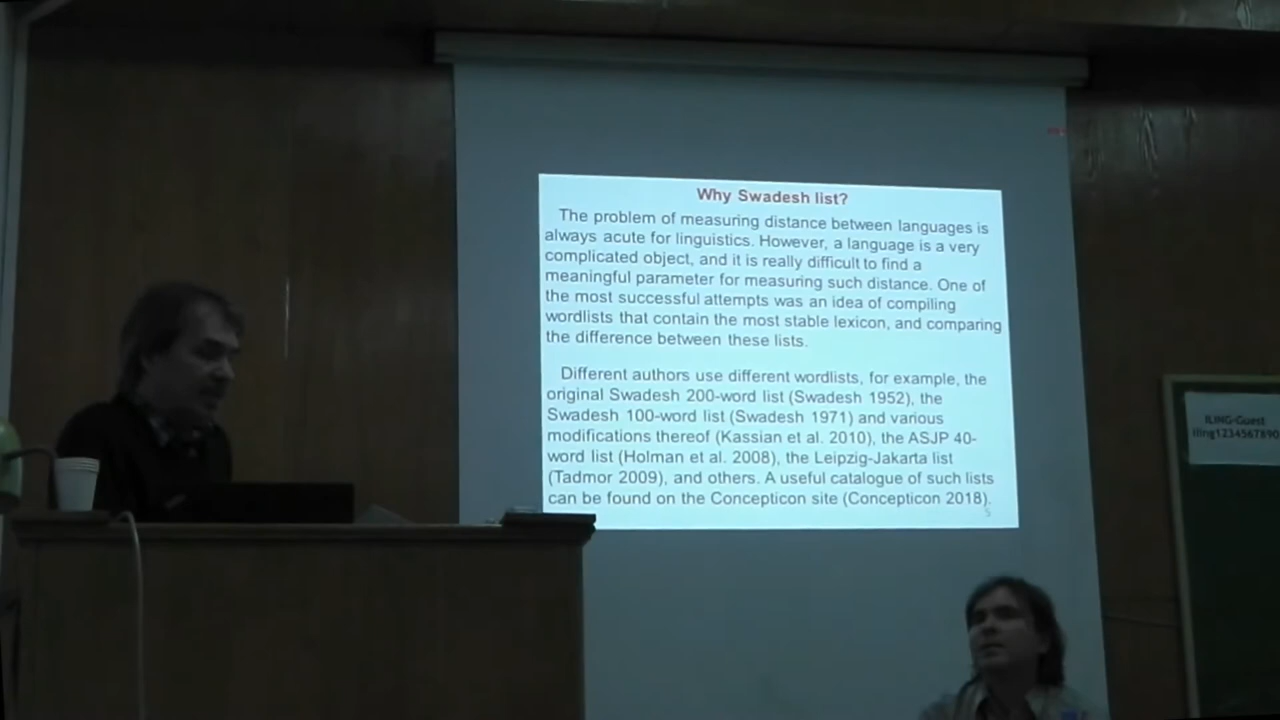 Why Swadesh list?
The problem of measuring distance between languages is
always acute for linguistics. However, a language is a very
complicated object, and it is really difficult to find a
meaningful parameter for measuring such distance. One of
the most successful attempts was an idea of compiling
wordlists that contain the most stable lexicon, and comparing
the difference between these lists.
Different authors use different wordlists, for example, the
original Swadesh 200-word list (Swadesh 1952), the
Swadesh 100-word list (Swadesh 1971) and various
modifications thereof (Kassian et al. 2010), the ASJP 40-
word list (Holman et al. 2008), the Leipzig-Jakarta list
(Tadmor 2009), and others. A useful catalogue of such lists
can be found on the Concepticon site (Concepticon 2018).
5
ILING-Guest
iling1234567890